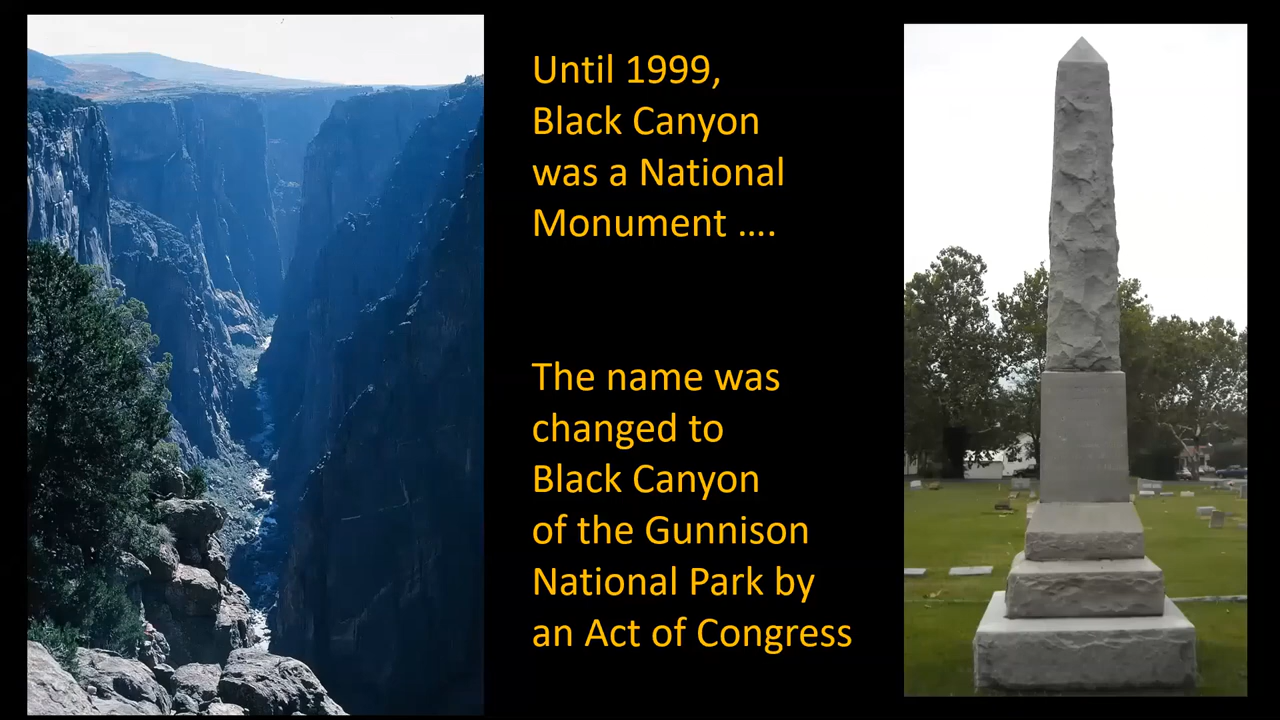 Until 1999,
Black Canyon
was a National
Monument ....
The name was
changed to
Black Canyon
of the Gunnison
National Park by
an Act of Congress